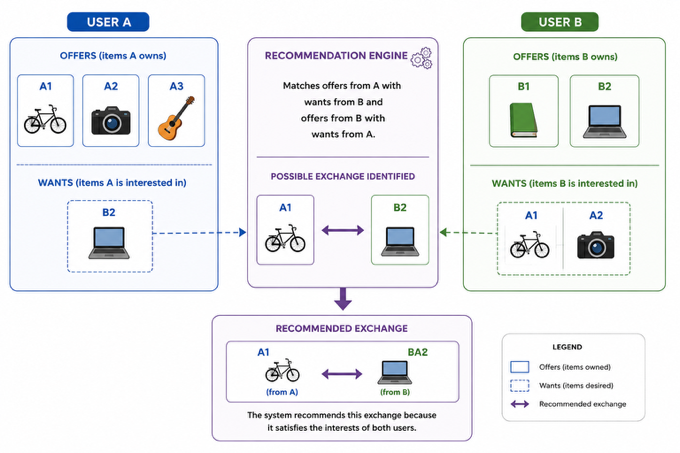 USER A
OFFERS (items A owns)
A1
A2
A3
WANTS (items A is interested in)
B2
RECOMMENDATION ENGINE
Matches offers from A with
wants from B and
offers from B with
wants from A.
POSSIBLE EXCHANGE IDENTIFIED
A1
B2
USER B
OFFERS (items B owns)
B1
B2
WANTS (items B is interested in)
A1
A2
RECOMMENDED EXCHANGE
A1
BA2
(from A)
(from B)
The system recommends this exchange because
it satisfies the interests of both users.
LEGEND
Offers (items owned)
Wants (items desired)
Recommended exchange